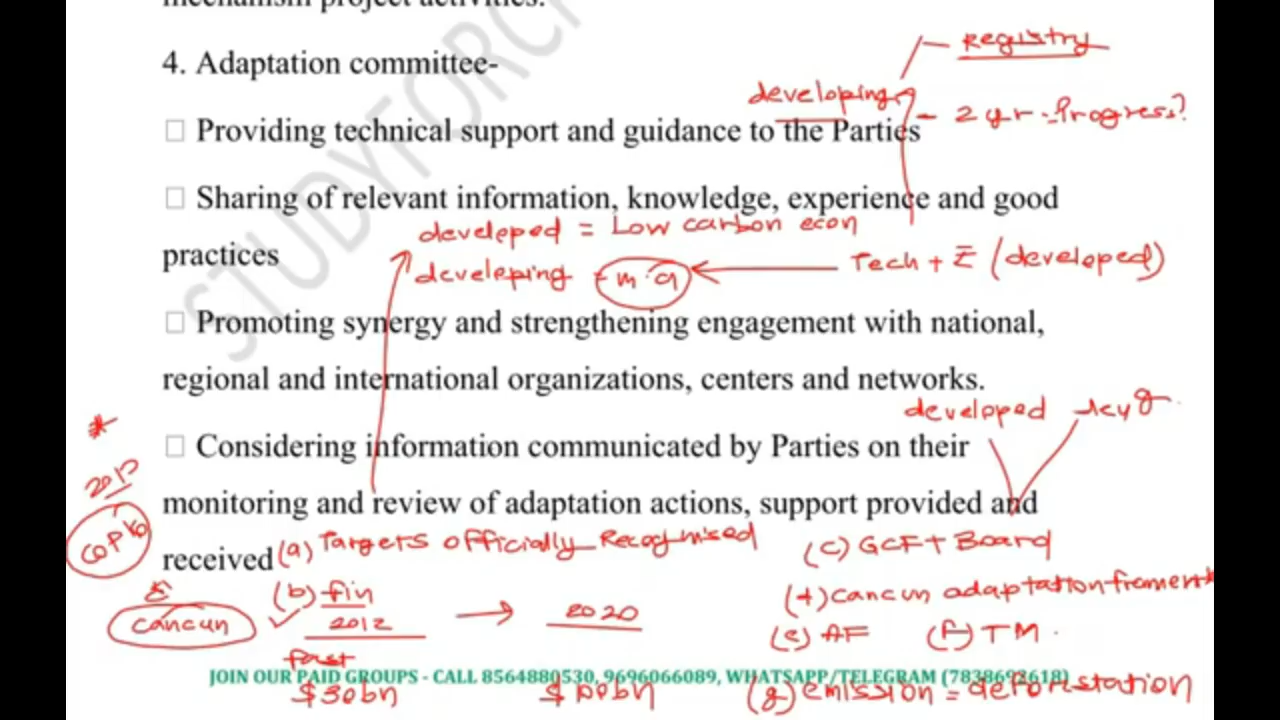 mechanism project activities.
4. Adaptation committee-
Registry
developing
- 2 yr - Progress?
□ Providing technical support and guidance to the Parties
□ Sharing of relevant information, knowledge, experience and good
practices
developed = Low carbon econ
developing - m.a
Tech + £ (developed)
□ Promoting synergy and strengthening engagement with national,
regional and international organizations, centers and networks.
developed
□ Considering information communicated by Parties on their
monitoring and review of adaptation actions, support provided and
received
(a) Targets officially Recognised
(b) fin
2012
fast
$30bn
2020
$100bn
(c) GCF + Board
(e) AF
(f) TM
(g) emission = deforestation
COP16
Cancun
STUDYFORC
JOIN OUR PAID GROUPS - CALL 8564880530, 9696066089, WHATSAPP/TELEGRAM (7838692618)